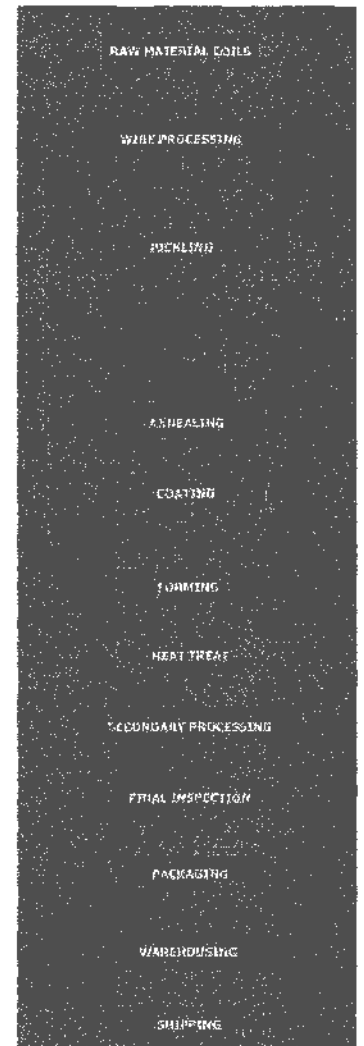 RAW MATERIAL COILS
WIRE PROCESSING
PICKLING
ANNEALING
COATING
FORMING
HEAT TREAT
SECONDARY PROCESSING
FINAL INSPECTION
PACKAGING
WAREHOUSING
SHIPPING